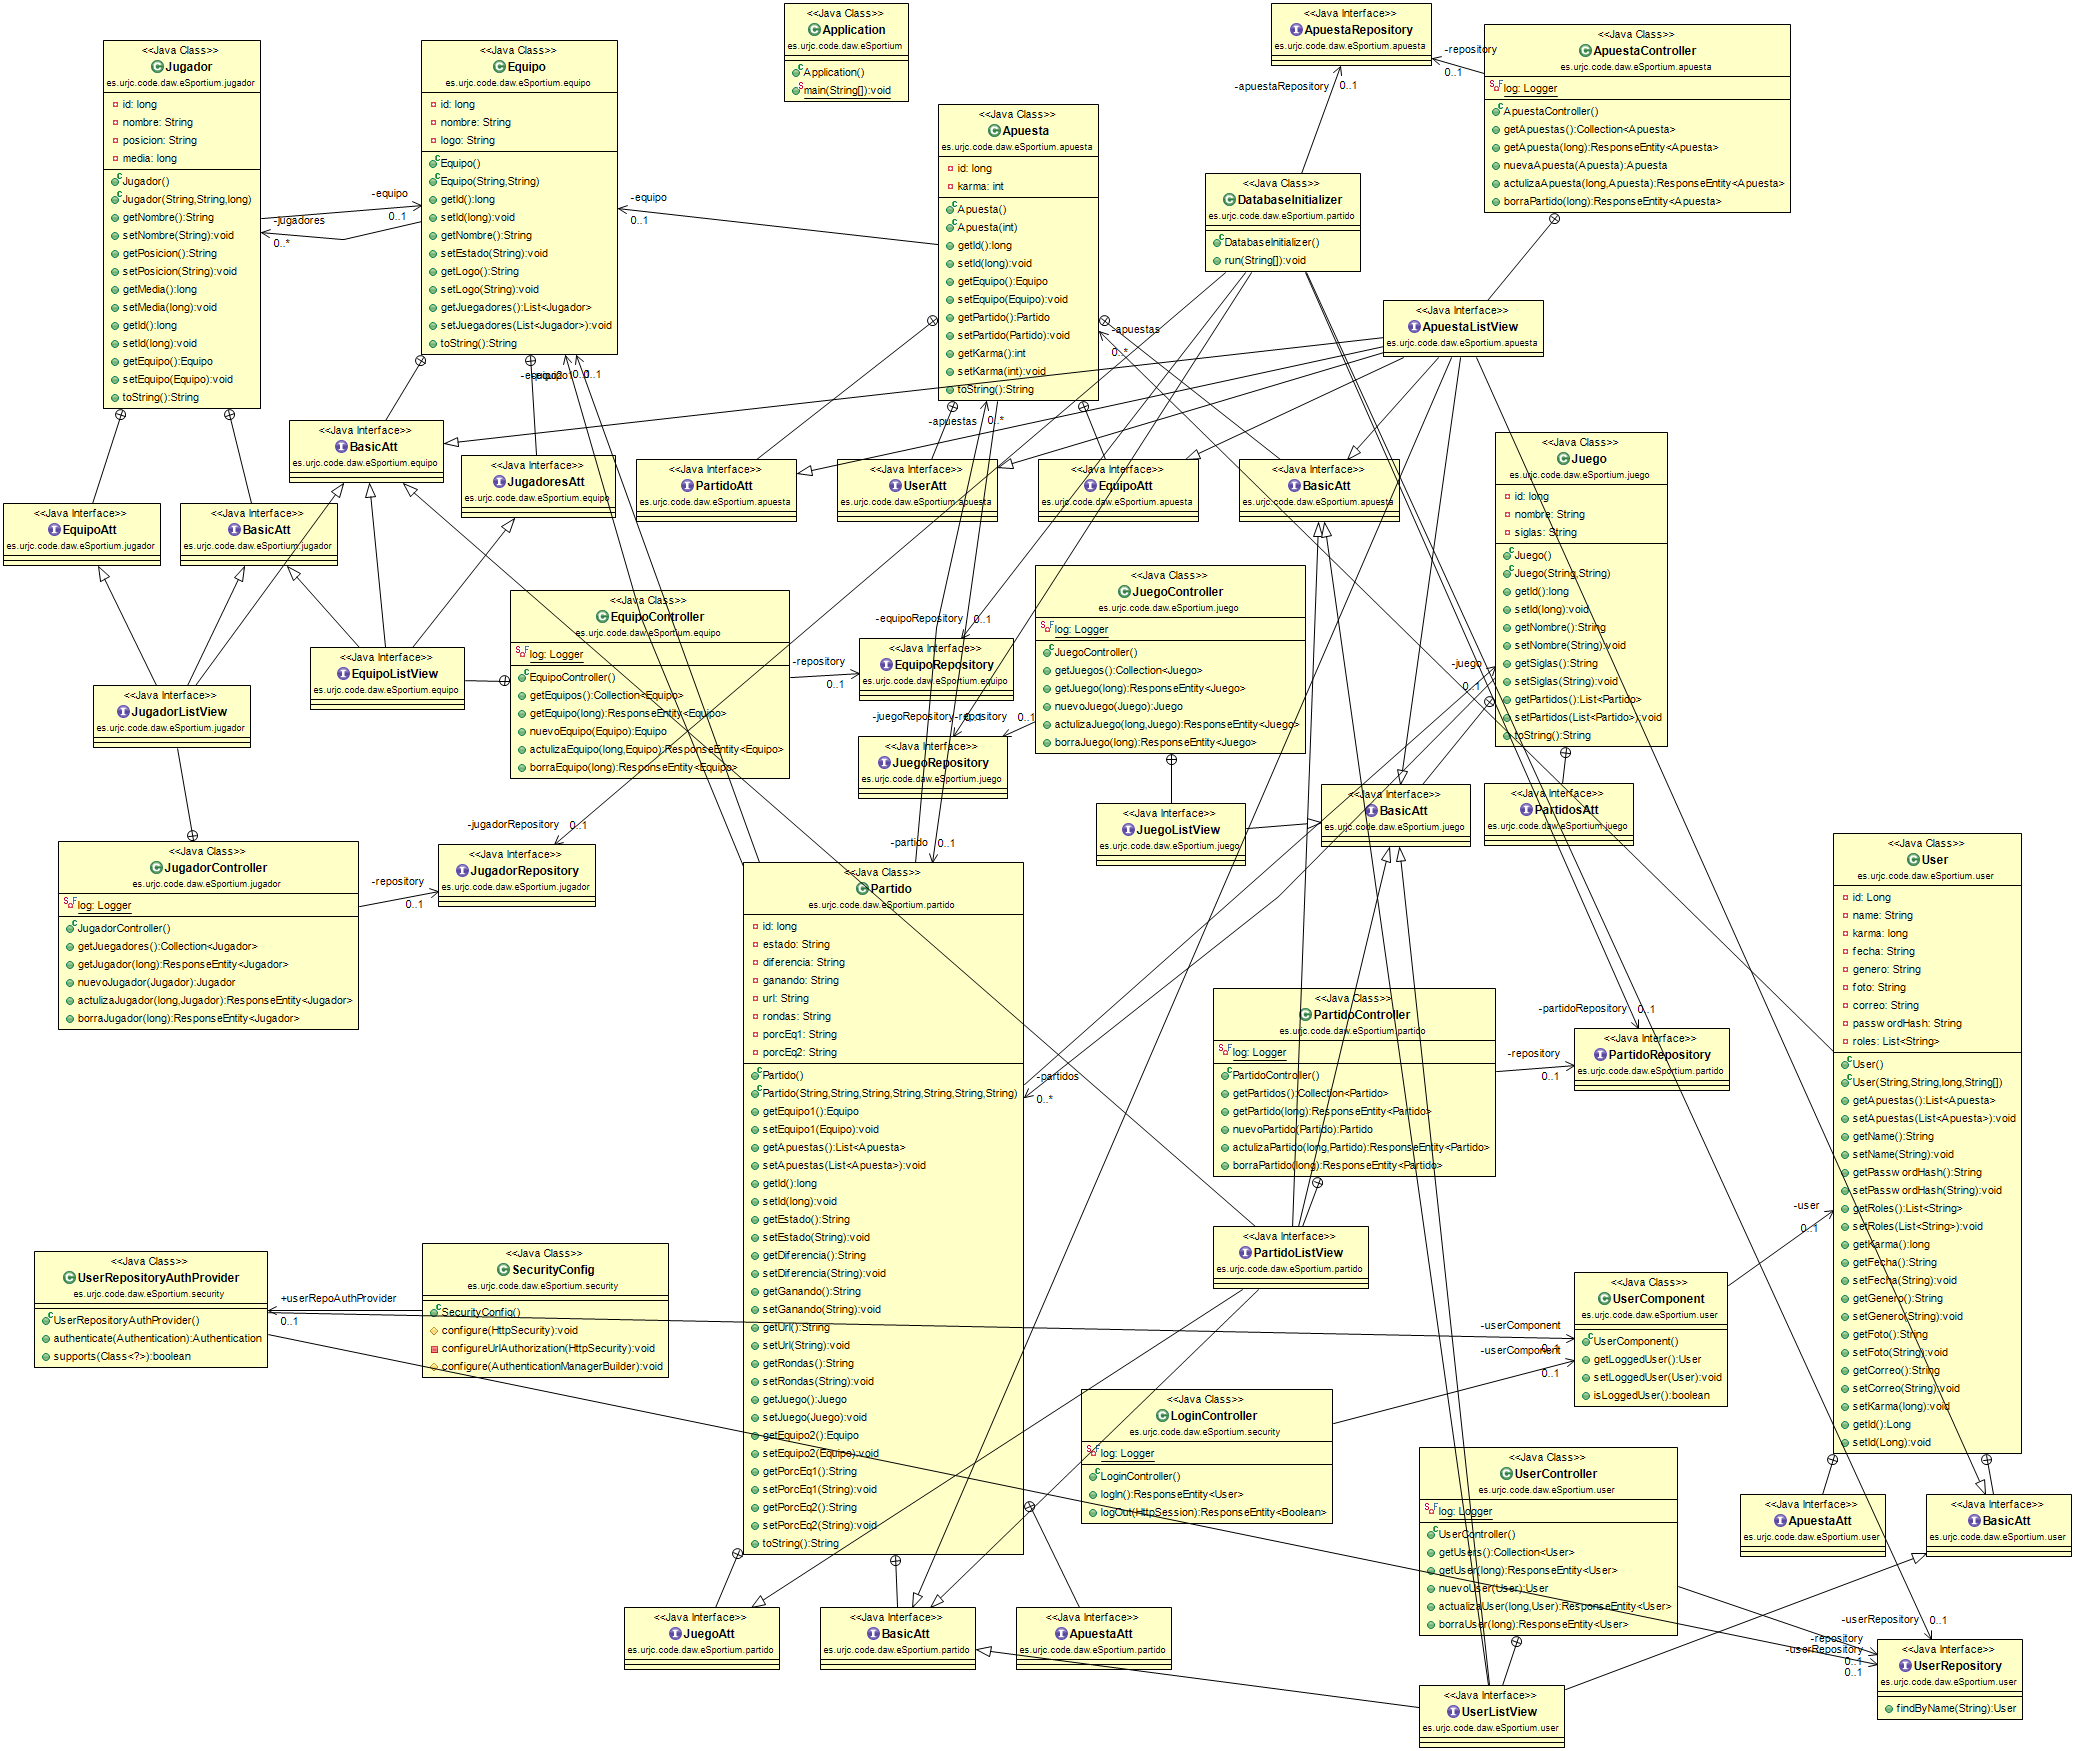 <<Java Class>>
Jugador
es.urjc.code.daw.eSportium.jugador
id: long
nombre: String
posicion: String
media: long
Jugador()
Jugador(String,String,long)
getNombre():String
setNombre(String):void
getPosicion():String
setPosicion(String):void
getMedia():long
setMedia(long):void
getId():long
setId(long):void
getEquipo():Equipo
setEquipo(Equipo):void
toString():String
-equipo
0..1
-jugadores
0..*
<<Java Class>>
Equipo
es.urjc.code.daw.eSportium.equipo
id: long
nombre: String
logo: String
Equipo()
Equipo(String,String)
getId():long
setId(long):void
getNombre():String
setEstado(String):void
getLogo():String
setLogo(String):void
getJuegadores():List<Jugador>
setJuegadores(List<Jugador>):void
toString():String
-equipo
0..1
<<Java Class>>
Application
es.urjc.code.daw.eSportium
Application()
main(String[]):void
<<Java Class>>
Apuesta
es.urjc.code.daw.eSportium.apuesta
id: long
karma: int
Apuesta()
Apuesta(int)
getId():long
setId(long):void
getEquipo():Equipo
setEquipo(Equipo):void
getPartido():Partido
setPartido(Partido):void
getKarma():int
setKarma(int):void
toString():String
-apuestas
0..*
-apuestas
0..*
<<Java Interface>>
ApuestaRepository
es.urjc.code.daw.eSportium.apuesta
-apuestaRepository
0..1
-repository
0..1
<<Java Class>>
ApuestaController
es.urjc.code.daw.eSportium.apuesta
log: Logger
ApuestaController()
getApuestas():Collection<Apuesta>
getApuesta(long):ResponseEntity<Apuesta>
nuevaApuesta(Apuesta):Apuesta
actulizaApuesta(long,Apuesta):ResponseEntity<Apuesta>
borraPartido(long):ResponseEntity<Apuesta>
<<Java Class>>
DatabaseInitializer
es.urjc.code.daw.eSportium.partido
DatabaseInitializer()
run(String[]):void
<<Java Interface>>
ApuestaListView
es.urjc.code.daw.eSportium.apuesta
<<Java Interface>>
BasicAtt
es.urjc.code.daw.eSportium.equipo
<<Java Interface>>
JugadoresAtt
es.urjc.code.daw.eSportium.equipo
<<Java Interface>>
PartidoAtt
es.urjc.code.daw.eSportium.apuesta
<<Java Interface>>
UserAtt
es.urjc.code.daw.eSportium.apuesta
<<Java Interface>>
EquipoAtt
es.urjc.code.daw.eSportium.apuesta
<<Java Interface>>
BasicAtt
es.urjc.code.daw.eSportium.apuesta
<<Java Class>>
Juego
es.urjc.code.daw.eSportium.juego
id: long
nombre: String
siglas: String
Juego()
Juego(String,String)
getId():long
setId(long):void
getNombre():String
setNombre(String):void
getSiglas():String
setSiglas(String):void
getPartidos():List<Partido>
setPartidos(List<Partido>):void
toString():String
-juego
0..1
<<Java Interface>>
EquipoAtt
es.urjc.code.daw.eSportium.jugador
<<Java Interface>>
BasicAtt
es.urjc.code.daw.eSportium.jugador
<<Java Interface>>
EquipoListView
es.urjc.code.daw.eSportium.equipo
<<Java Interface>>
JugadorListView
es.urjc.code.daw.eSportium.jugador
<<Java Class>>
EquipoController
es.urjc.code.daw.eSportium.equipo
log: Logger
EquipoController()
getEquipos():Collection<Equipo>
getEquipo(long):ResponseEntity<Equipo>
nuevoEquipo(Equipo):Equipo
actulizaEquipo(long,Equipo):ResponseEntity<Equipo>
borraEquipo(long):ResponseEntity<Equipo>
-repository
0..1
-equipoRepository
0..1
<<Java Interface>>
EquipoRepository
es.urjc.code.daw.eSportium.equipo
-juegoRepository
-repository
0..1
<<Java Interface>>
JuegoRepository
es.urjc.code.daw.eSportium.juego
<<Java Class>>
JuegoController
es.urjc.code.daw.eSportium.juego
log: Logger
JuegoController()
getJuegos():Collection<Juego>
getJuego(long):ResponseEntity<Juego>
nuevoJuego(Juego):Juego
actulizaJuego(long,Juego):ResponseEntity<Juego>
borraJuego(long):ResponseEntity<Juego>
<<Java Interface>>
JuegoListView
es.urjc.code.daw.eSportium.juego
<<Java Interface>>
BasicAtt
es.urjc.code.daw.eSportium.juego
<<Java Interface>>
PartidosAtt
es.urjc.code.daw.eSportium.juego
<<Java Class>>
JugadorController
es.urjc.code.daw.eSportium.jugador
log: Logger
JugadorController()
getJuegadores():Collection<Jugador>
getJugador(long):ResponseEntity<Jugador>
nuevoJugador(Jugador):Jugador
actulizaJugador(long,Jugador):ResponseEntity<Jugador>
borraJugador(long):ResponseEntity<Jugador>
-repository
0..1
-jugadorRepository
0..1
<<Java Interface>>
JugadorRepository
es.urjc.code.daw.eSportium.jugador
-partido
0..1
<<Java Class>>
Partido
es.urjc.code.daw.eSportium.partido
id: long
estado: String
diferencia: String
ganando: String
url: String
rondas: String
porcEq1: String
porcEq2: String
Partido()
Partido(String,String,String,String,String,String,String)
getEquipo1():Equipo
setEquipo1(Equipo):void
getApuestas():List<Apuesta>
setApuestas(List<Apuesta>):void
getId():long
setId(long):void
getEstado():String
setEstado(String):void
getDiferencia():String
setDiferencia(String):void
getGanando():String
setGanando(String):void
getUrl():String
setUrl(String):void
getRondas():String
setRondas(String):void
getJuego():Juego
setJuego(Juego):void
getEquipo2():Equipo
setEquipo2(Equipo):void
getPorcEq1():String
setPorcEq1(String):void
getPorcEq2():String
setPorcEq2(String):void
toString():String
-partidos
0..*
<<Java Class>>
PartidoController
es.urjc.code.daw.eSportium.partido
log: Logger
PartidoController()
getPartidos():Collection<Partido>
getPartido(long):ResponseEntity<Partido>
nuevoPartido(Partido):Partido
actulizaPartido(long,Partido):ResponseEntity<Partido>
borraPartido(long):ResponseEntity<Partido>
-repository
0..1
-partidoRepository
0..1
<<Java Interface>>
PartidoRepository
es.urjc.code.daw.eSportium.partido
<<Java Interface>>
PartidoListView
es.urjc.code.daw.eSportium.partido
<<Java Class>>
User
es.urjc.code.daw.eSportium.user
id: Long
name: String
karma: long
fecha: String
genero: String
foto: String
correo: String
passwordHash: String
roles: List<String>
User()
User(String,String,long,String[])
getApuestas():List<Apuesta>
setApuestas(List<Apuesta>):void
getName():String
setName(String):void
getPasswordHash():String
setPasswordHash(String):void
getRoles():List<String>
setRoles(List<String>):void
getKarma():long
getFecha():String
setFecha(String):void
getGenero():String
setGenero(String):void
getFoto():String
setFoto(String):void
getCorreo():String
setCorreo(String):void
setKarma(long):void
getId():Long
setId(Long):void
-user
0..1
<<Java Class>>
UserRepositoryAuthProvider
es.urjc.code.daw.eSportium.security
UserRepositoryAuthProvider()
authenticate(Authentication):Authentication
supports(Class<?>):boolean
+userRepoAuthProvider
0..1
<<Java Class>>
SecurityConfig
es.urjc.code.daw.eSportium.security
SecurityConfig()
configure(HttpSecurity):void
configureUrlAuthorization(HttpSecurity):void
configure(AuthenticationManagerBuilder):void
<<Java Class>>
UserComponent
es.urjc.code.daw.eSportium.user
UserComponent()
getLoggedUser():User
setLoggedUser(User):void
isLoggedUser():boolean
-userComponent
0..1
-userComponent
0..1
<<Java Class>>
LoginController
es.urjc.code.daw.eSportium.security
log: Logger
LoginController()
logIn():ResponseEntity<User>
logOut(HttpSession):ResponseEntity<Boolean>
<<Java Class>>
UserController
es.urjc.code.daw.eSportium.user
log: Logger
UserController()
getUsers():Collection<User>
getUser(long):ResponseEntity<User>
nuevoUser(User):User
actulizaUser(long,User):ResponseEntity<User>
borraUser(long):ResponseEntity<User>
<<Java Interface>>
ApuestaAtt
es.urjc.code.daw.eSportium.user
<<Java Interface>>
BasicAtt
es.urjc.code.daw.eSportium.user
<<Java Interface>>
JuegoAtt
es.urjc.code.daw.eSportium.partido
<<Java Interface>>
BasicAtt
es.urjc.code.daw.eSportium.partido
<<Java Interface>>
ApuestaAtt
es.urjc.code.daw.eSportium.partido
<<Java Interface>>
UserListView
es.urjc.code.daw.eSportium.user
-userRepository
0..1
-repository
0..1
-userRepository
0..1
<<Java Interface>>
UserRepository
es.urjc.code.daw.eSportium.user
findByName(String):User